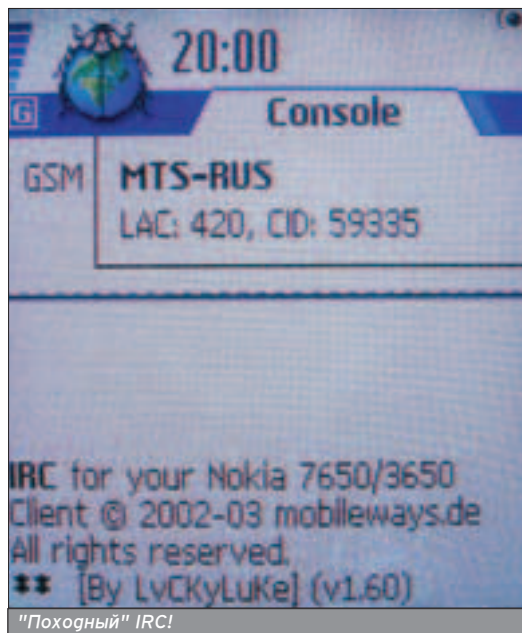 20:00
G
Console
GSM
MTS-RUS
LAC: 420, CID: 59335
IRC for your Nokia 7650/3650
Client © 2002-03 mobileways.de
All rights reserved.
** [By LvCKyLuKe] (v1.60)
"Походный" IRC!